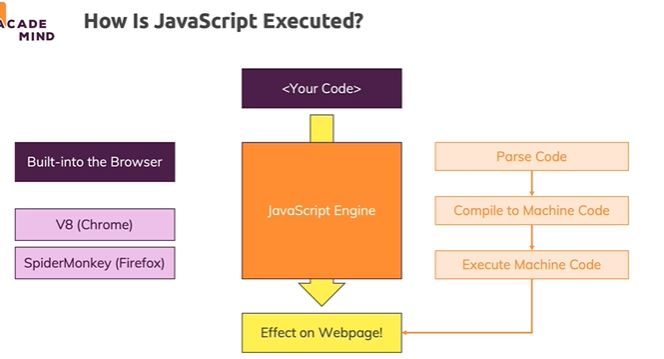 ACADE
MIND
How Is JavaScript Executed?
<Your Code>
Built-into the Browser
V8 (Chrome)
SpiderMonkey (Firefox)
JavaScript Engine
Parse Code
Compile to Machine Code
Execute Machine Code
Effect on Webpage!